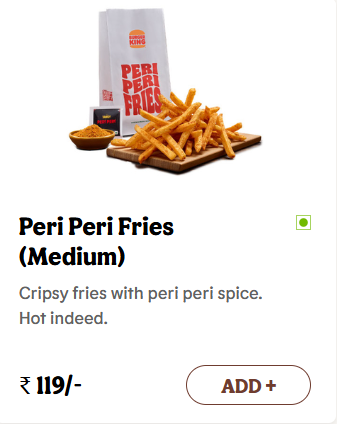 BURGER
KING
PERI
PERI
FRIES
Peri Peri Fries
(Medium)
Cripsy fries with peri peri spice.
Hot indeed.
₹ 119/-
ADD +